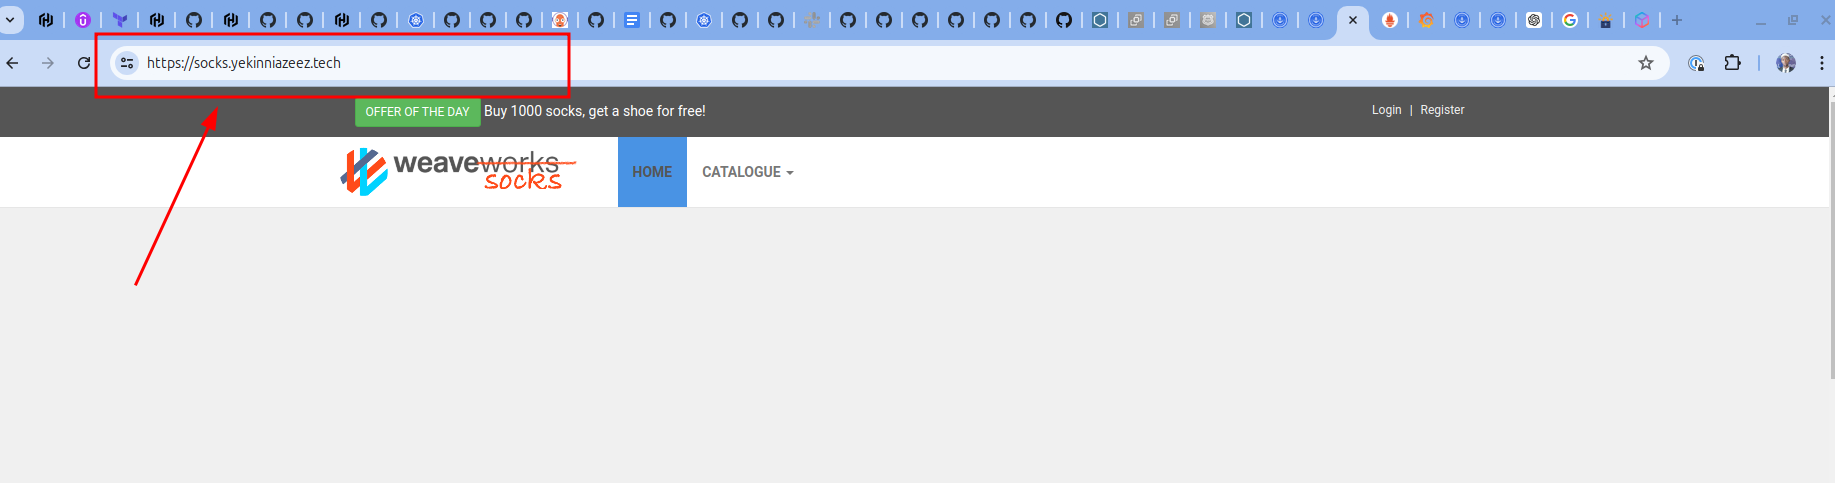 https://socks.yekinniazeez.tech
OFFER OF THE DAY Buy 1000 socks, get a shoe for free!
Login | Register
weaveworks
socks
HOME
CATALOGUE